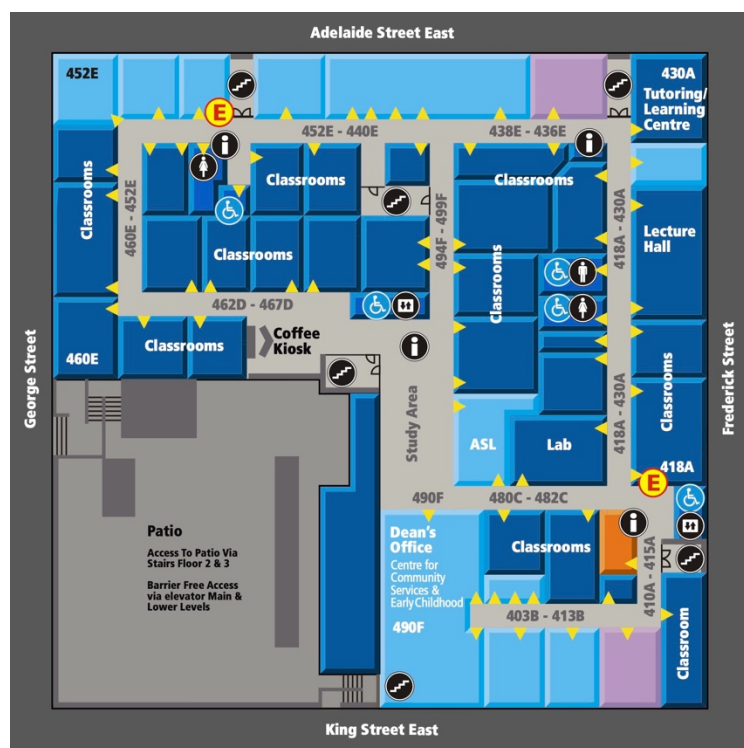 Adelaide Street East
452E
430A
Tutoring/
Learning
Centre
E
452E - 440E
438E - 436E
i
i
Classrooms
Classrooms
Classrooms
460E - 452E
494F - 499F
418A - 430A
Lecture
Hall
Classrooms
Classrooms
462D - 467D
George Street
Frederick Street
460E
Classrooms
Coffee
Kiosk
i
Study Area
418A - 430A
Classrooms
ASL
Lab
418A
E
490F
480C - 482C
Patio
Access To Patio Via
Stairs Floor 2 & 3
Barrier Free Access
via elevator Main &
Lower Levels
Dean's
Office
Centre for
Community
Services &
Early Childhood
490F
Classrooms
i
410A - 415A
403B - 413B
Classroom
King Street East